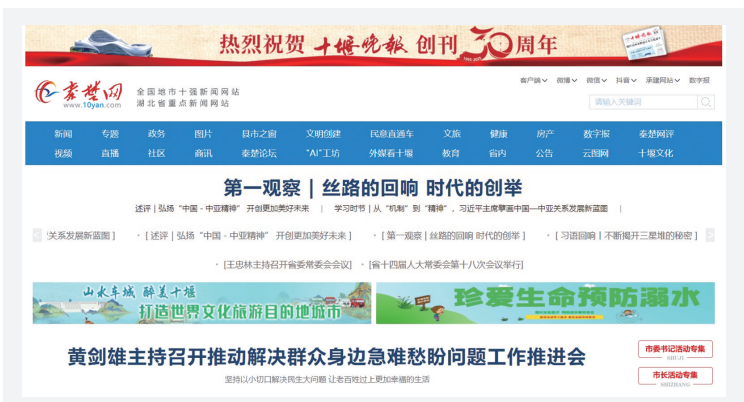 热烈祝贺 十堰晚报 创刊 30 周年
客户端 微博 微信 抖音 承建网站 数字报
秦楚网
www.10yan.com
全国地市十强新闻网站
湖北省重点新闻网站
请输入关键词
新闻 专题 政务 图片 县市之窗 文明创建 民意直通车 文旅 健康 房产 数字报 秦楚网评
视频 直播 社区 商讯 秦楚论坛 "AI"工坊 外媒看十堰 教育 省内 公告 云图网 十堰文化
第一观察 | 丝路的回响 时代的创举
述评 | 弘扬“中国-中亚精神” 开创更加美好未来 | 学习时节 | 从“机制”到“精神”,习近平主席擘画中国—中亚关系发展新蓝图 |
关系发展新蓝图 ] · [ 述评 | 弘扬“中国-中亚精神” 开创更加美好未来 ] · [ 第一观察 | 丝路的回响 时代的创举 ] · [ 习语回响 | 不断揭开三星堆的秘密 ]
· [王忠林主持召开省委常委会会议] · [省十四届人大常委会第十八次会议举行]
山水车城 醉美十堰
打造世界文化旅游目的地城市
珍爱生命预防溺水
黄剑雄主持召开推动解决群众身边急难愁盼问题工作推进会
坚持以小切口解决民生大问题 让老百姓过上更加幸福的生活
市委书记活动专集
SHUJI
市长活动专集
SHIZHANG